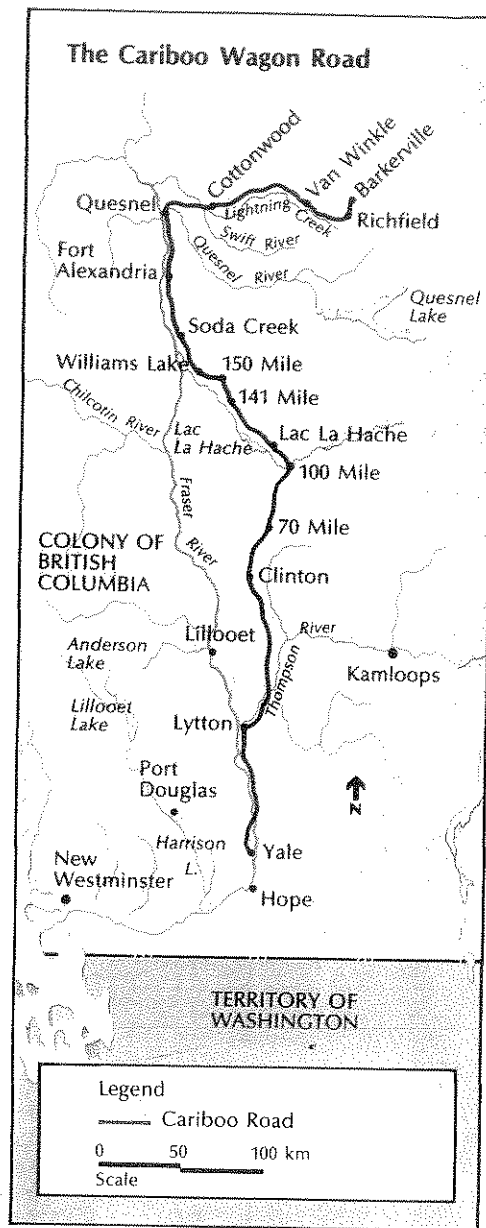 The Cariboo Wagon Road
Cottonwood
Van Winkle
Barkerville
Quesnel
Lightning Creek
Richfield
Swift River
Fort
Alexandria
Quesnel River
Quesnel
Lake
Soda Creek
Williams Lake
150 Mile
141 Mile
Chilcotin River
Lac
La Hache
Lac La Hache
100 Mile
Fraser River
70 Mile
COLONY OF
BRITISH
COLUMBIA
Clinton
Anderson
Lake
Lillooet
Thompson River
Kamloops
Lillooet
Lake
Lytton
Port
Douglas
N
Harrison
L.
Yale
New
Westminster
Hope
TERRITORY OF
WASHINGTON
Legend
Cariboo Road
0 50 100 km
Scale